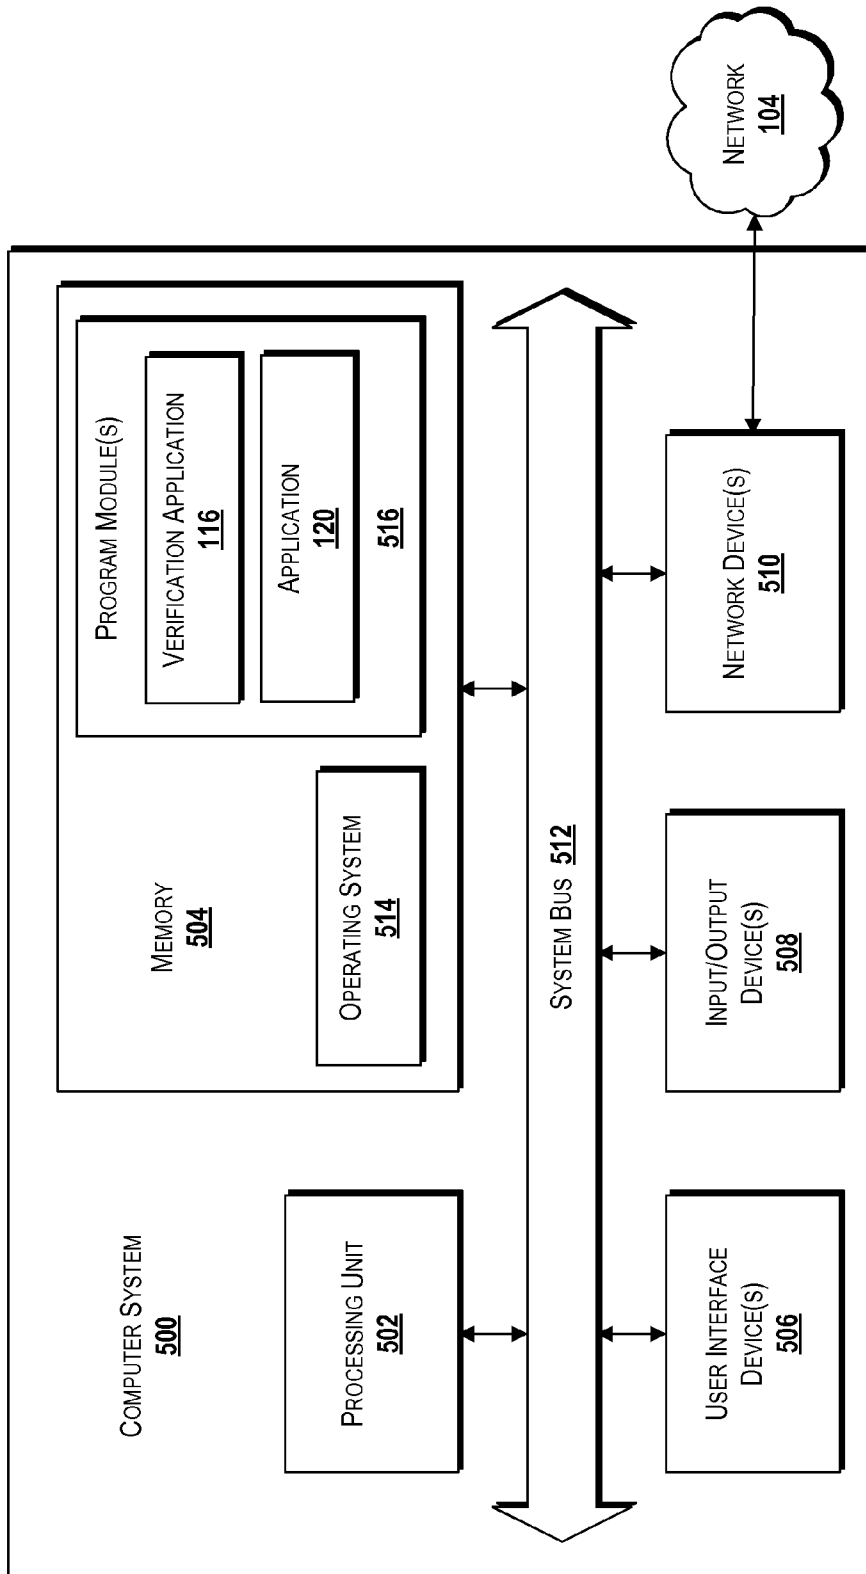 COMPUTER SYSTEM
500
PROCESSING UNIT
502
MEMORY
504
OPERATING SYSTEM
514
PROGRAM MODULE(S)
VERIFICATION APPLICATION
116
APPLICATION
120
516
SYSTEM BUS 512
USER INTERFACE
DEVICE(S)
506
INPUT/OUTPUT
DEVICE(S)
508
NETWORK DEVICE(S)
510
NETWORK
104